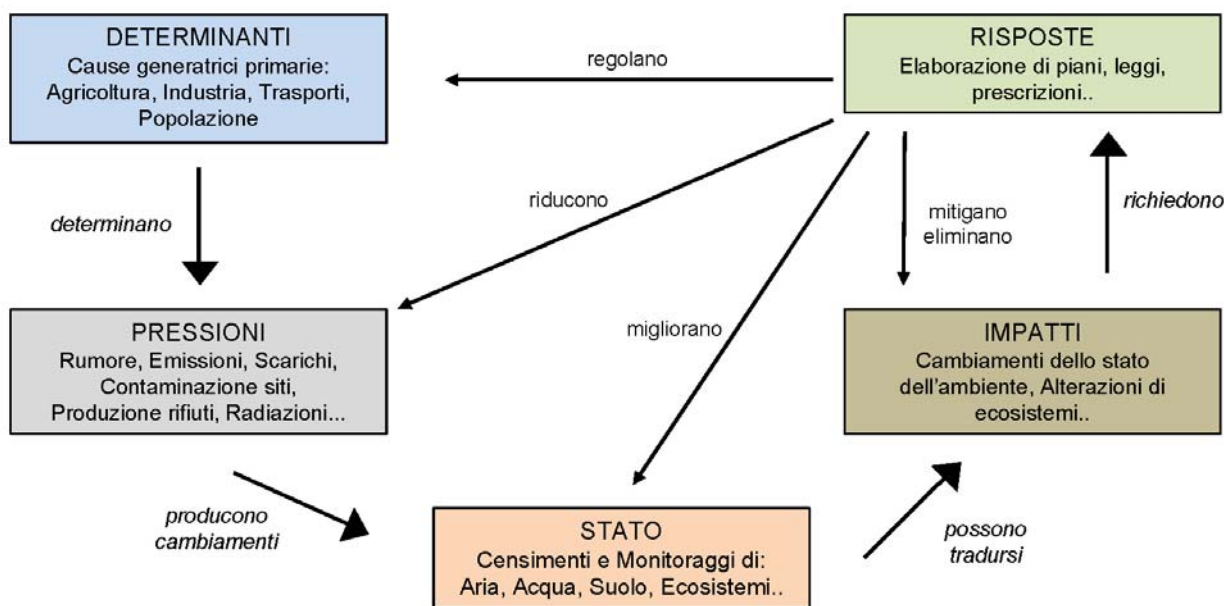 DETERMINANTI
Cause generatrici primarie:
Agricoltura, Industria, Trasporti,
Popolazione
regolano
RISPOSTE
Elaborazione di piani, leggi,
prescrizioni..
determinano
riducono
mitigano
eliminano
richiedono
PRESSIONI
Rumore, Emissioni, Scarichi,
Contaminazione siti,
Produzione rifiuti, Radiazioni...
migliorano
IMPATTI
Cambiamenti dello stato
dell'ambiente, Alterazioni di
ecosistemi..
producono
cambiamenti
STATO
Censimenti e Monitoraggi di:
Aria, Acqua, Suolo, Ecosistemi..
possono
tradursi